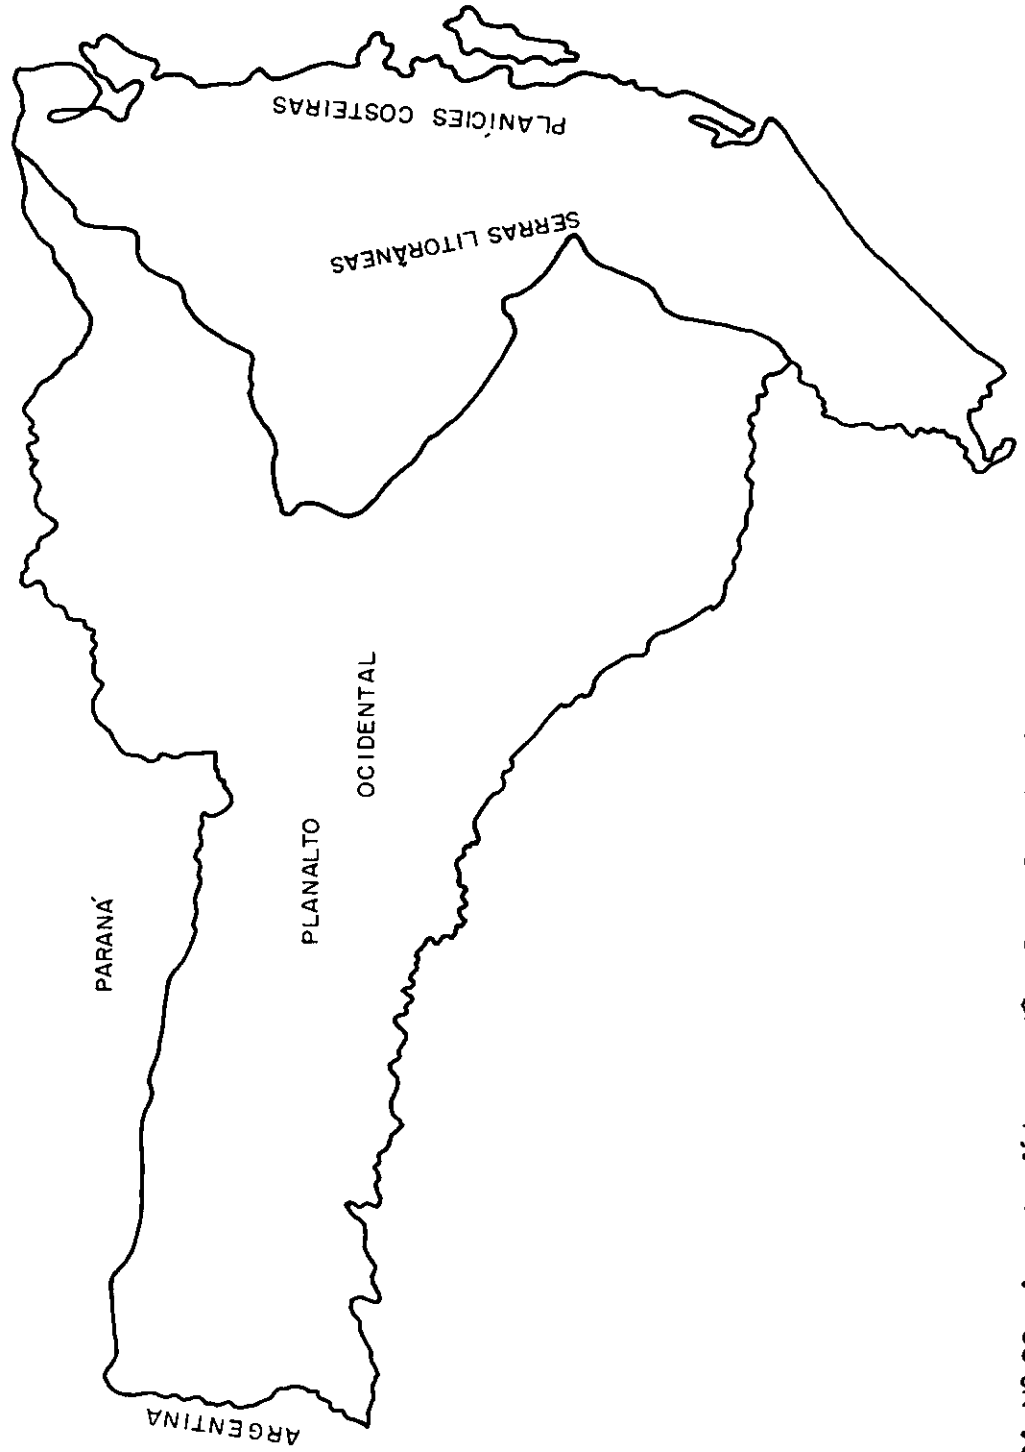 PARANÁ
PLANALTO
OCIDENTAL
ARGENTINA
SERRAS LITORÂNEAS
PLANÍCIES COSTEIRAS